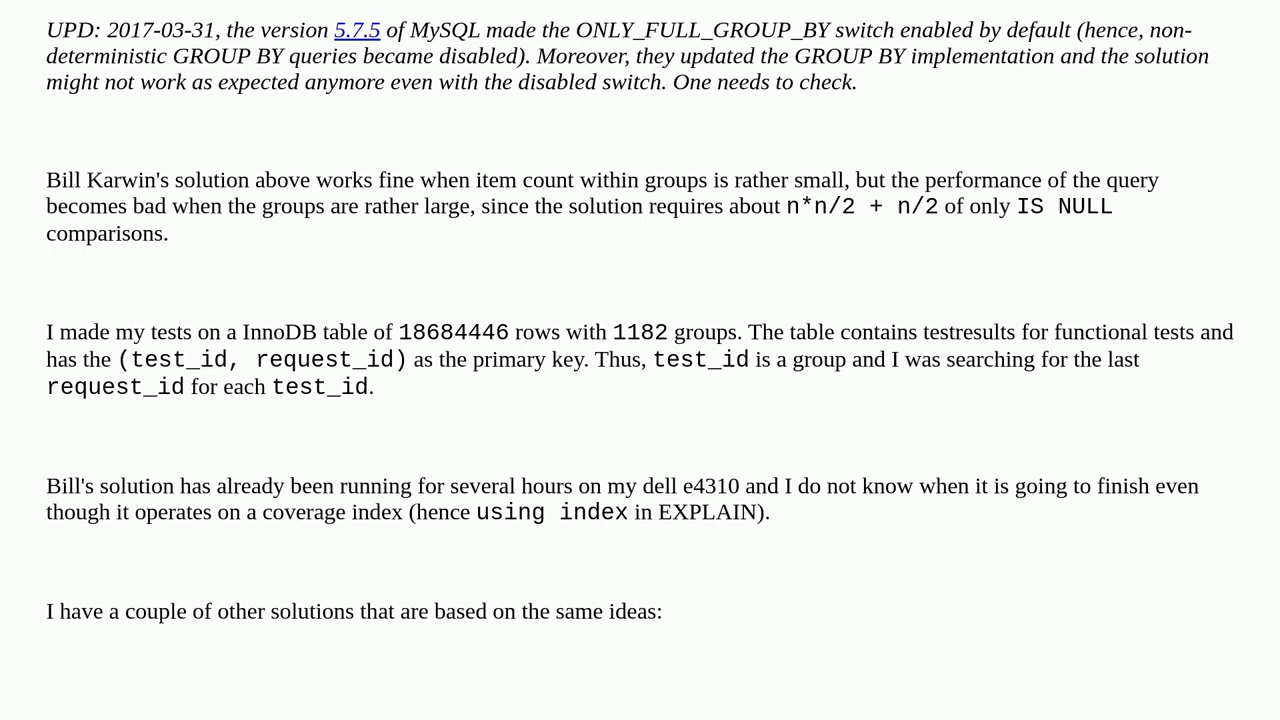 UPD: 2017-03-31, the version 5.7.5 of MySQL made the ONLY_FULL_GROUP_BY switch enabled by default (hence, non-
deterministic GROUP BY queries became disabled). Moreover, they updated the GROUP BY implementation and the solution
might not work as expected anymore even with the disabled switch. One needs to check.
Bill Karwin's solution above works fine when item count within groups is rather small, but the performance of the query
becomes bad when the groups are rather large, since the solution requires about n*n/2 + n/2 of only IS NULL
comparisons.
I made my tests on a InnoDB table of 18684446 rows with 1182 groups. The table contains testresults for functional tests and
has the (test_id, request_id) as the primary key. Thus, test_id is a group and I was searching for the last
request_id for each test_id.
Bill's solution has already been running for several hours on my dell e4310 and I do not know when it is going to finish even
though it operates on a coverage index (hence using index in EXPLAIN).
I have a couple of other solutions that are based on the same ideas: